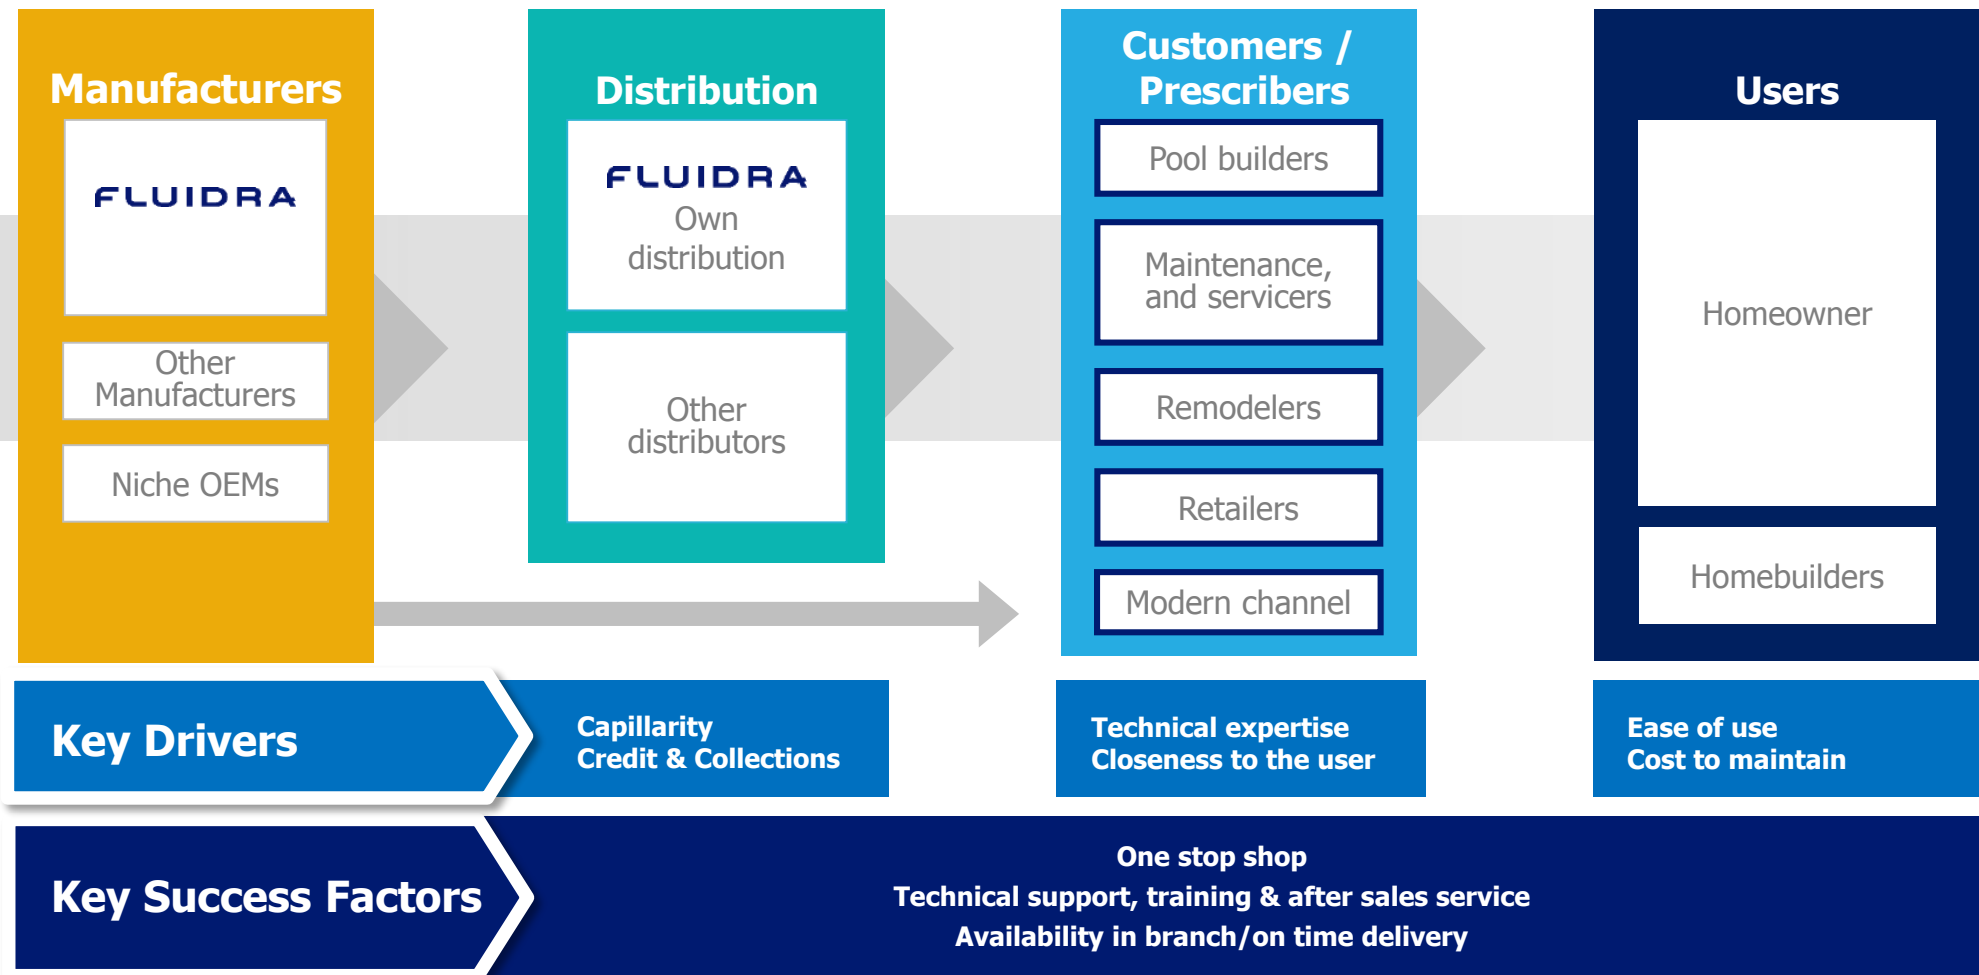 Manufacturers
FLUIDRA
Other
Manufacturers
Niche OEMs
Distribution
FLUIDRA
Own
distribution
Other
distributors
Customers /
Prescribers
Pool builders
Maintenance,
and servicers
Remodelers
Retailers
Modern channel
Users
Homeowner
Homebuilders
Key Drivers
Capillarity
Credit & Collections
Technical expertise
Closeness to the user
Ease of use
Cost to maintain
Key Success Factors
One stop shop
Technical support, training & after sales service
Availability in branch/on time delivery